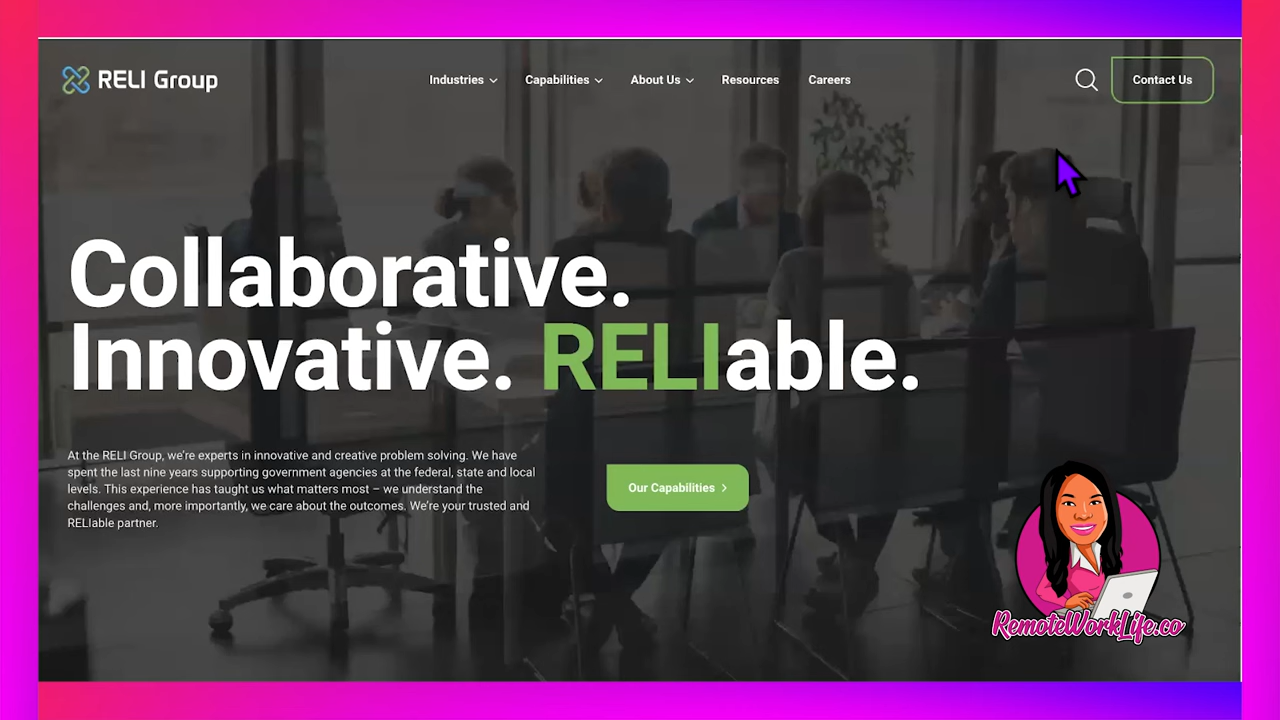 RELI Group
Industries
Capabilities
About Us
Resources
Careers
Contact Us
Collaborative.
Innovative. RELIable.
At the RELI Group, we're experts in innovative and creative problem solving. We have
spent the last nine years supporting government agencies at the federal, state and local
levels. This experience has taught us what matters most – we understand the
challenges and, more importantly, we care about the outcomes. We're your trusted and
RELIable partner.
Our Capabilities
RemoteWorkLife.co